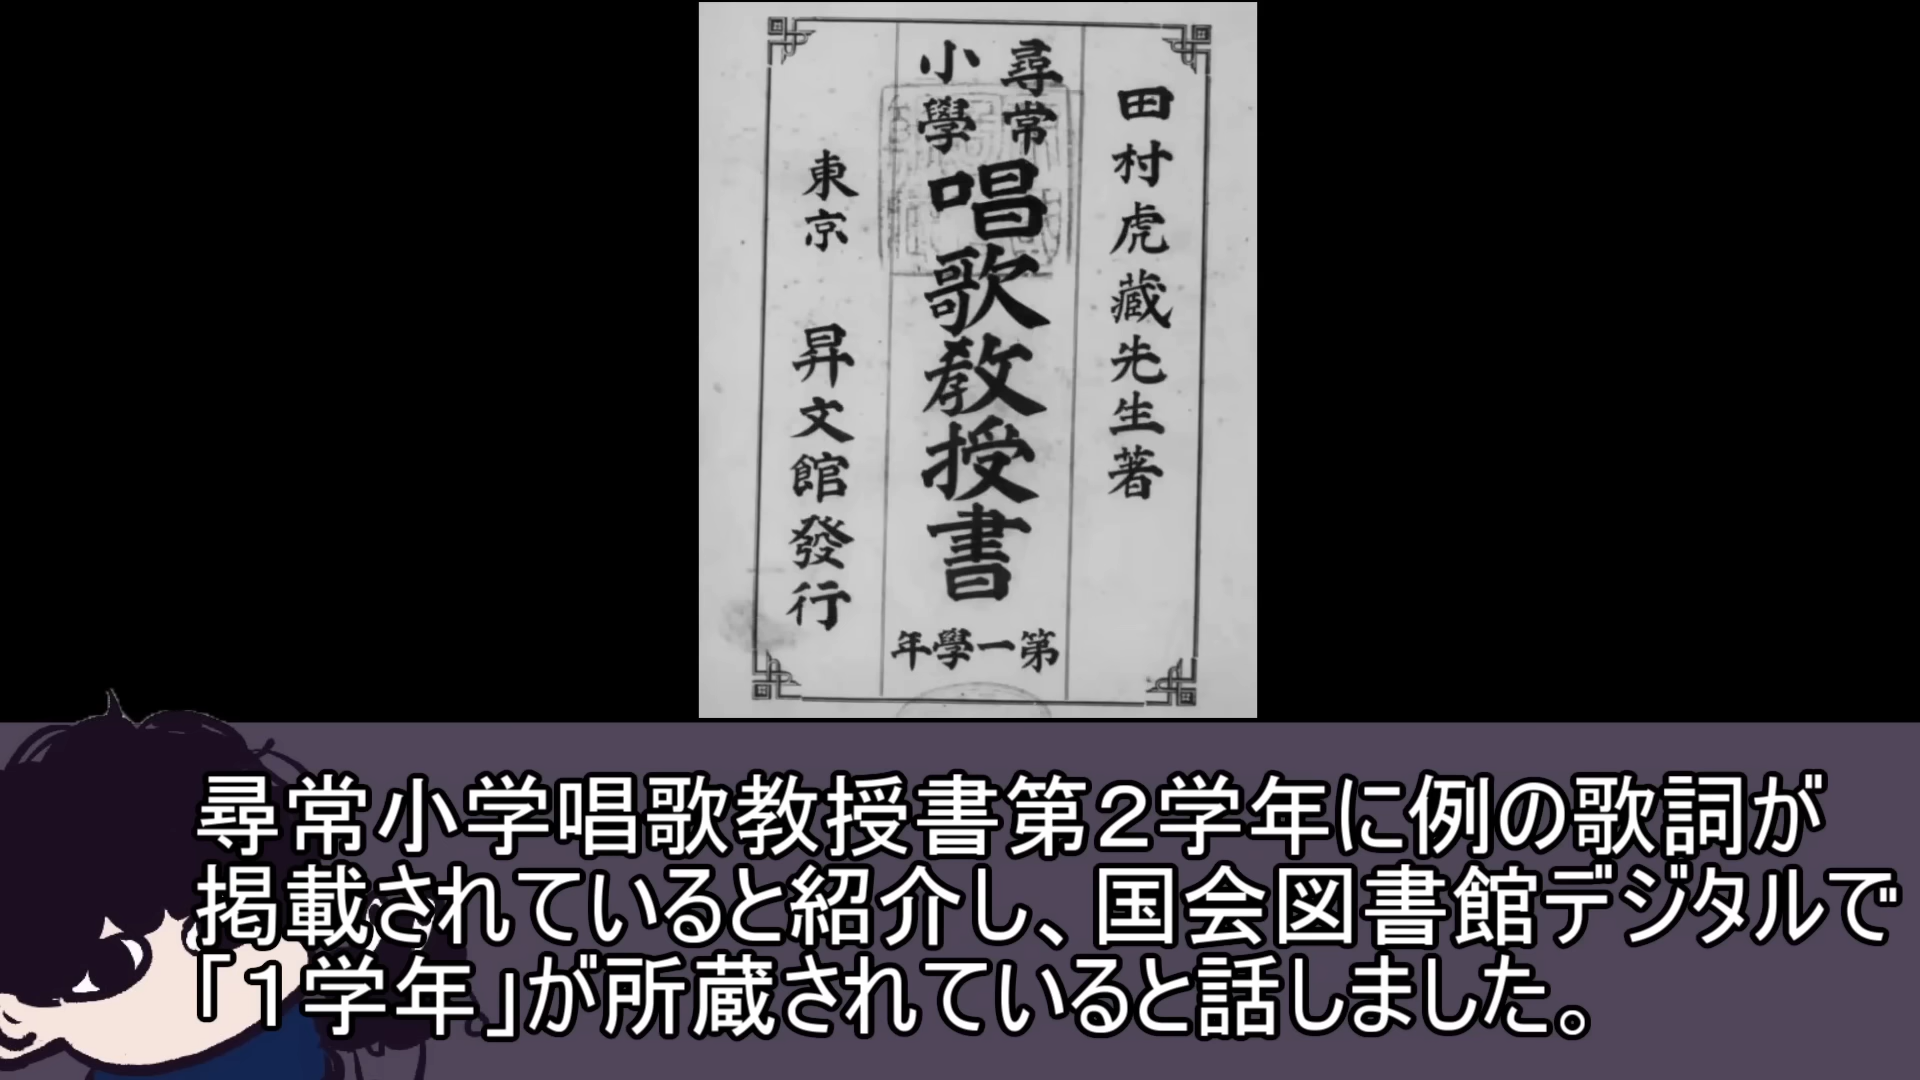 田村虎藏先生著
尋常
小學
唱歌教授書
第一學年
東京 昇文館發行
尋常小学唱歌教授書第２学年に例の歌詞が
掲載されていると紹介し、国会図書館デジタルで
「１学年」が所蔵されていると話しました。